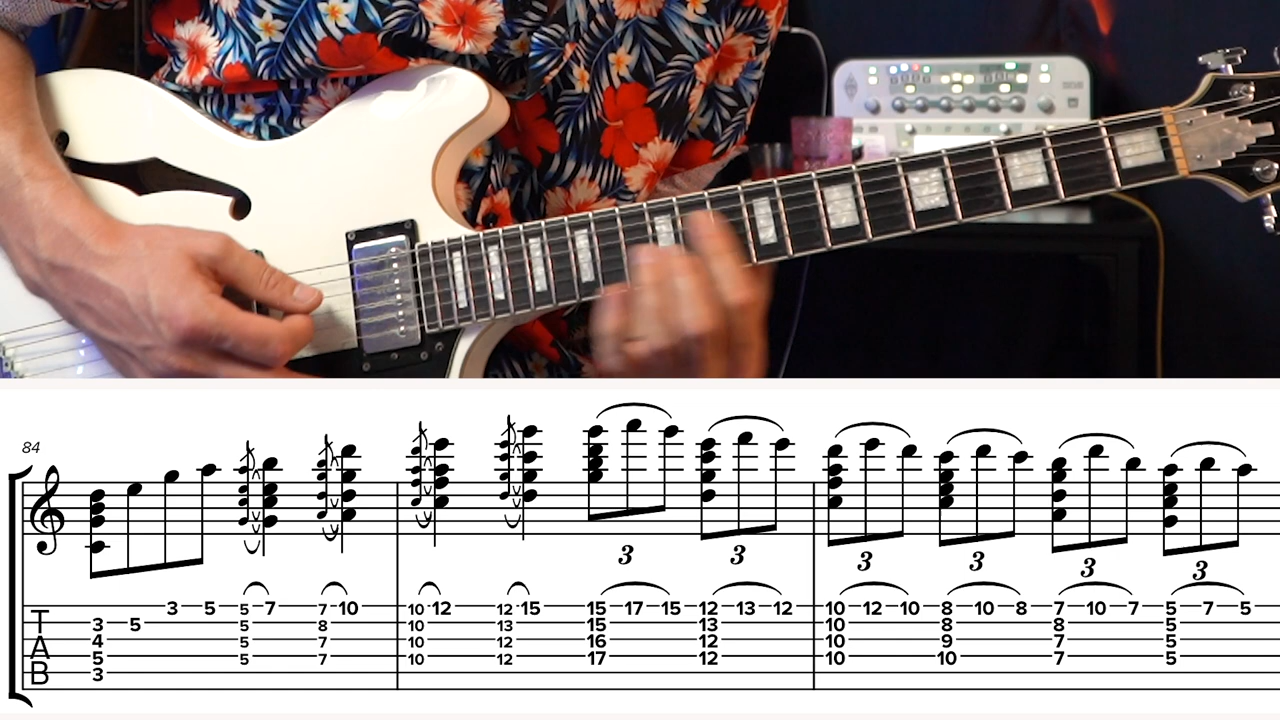 84
3 3 3 3 3 3
3 5 5 7 7 10 10 12 12 15 15 17 15 12 13 12 10 12 10 8 10 8 7 10 7 5 7 5
T 3 5 5 8 10 13 15 13 10 8 8 5
A 4 5 7 10 12 16 12 10 9 7 5
5 5 7 10 12 17 12 10 10 7 5
B 3